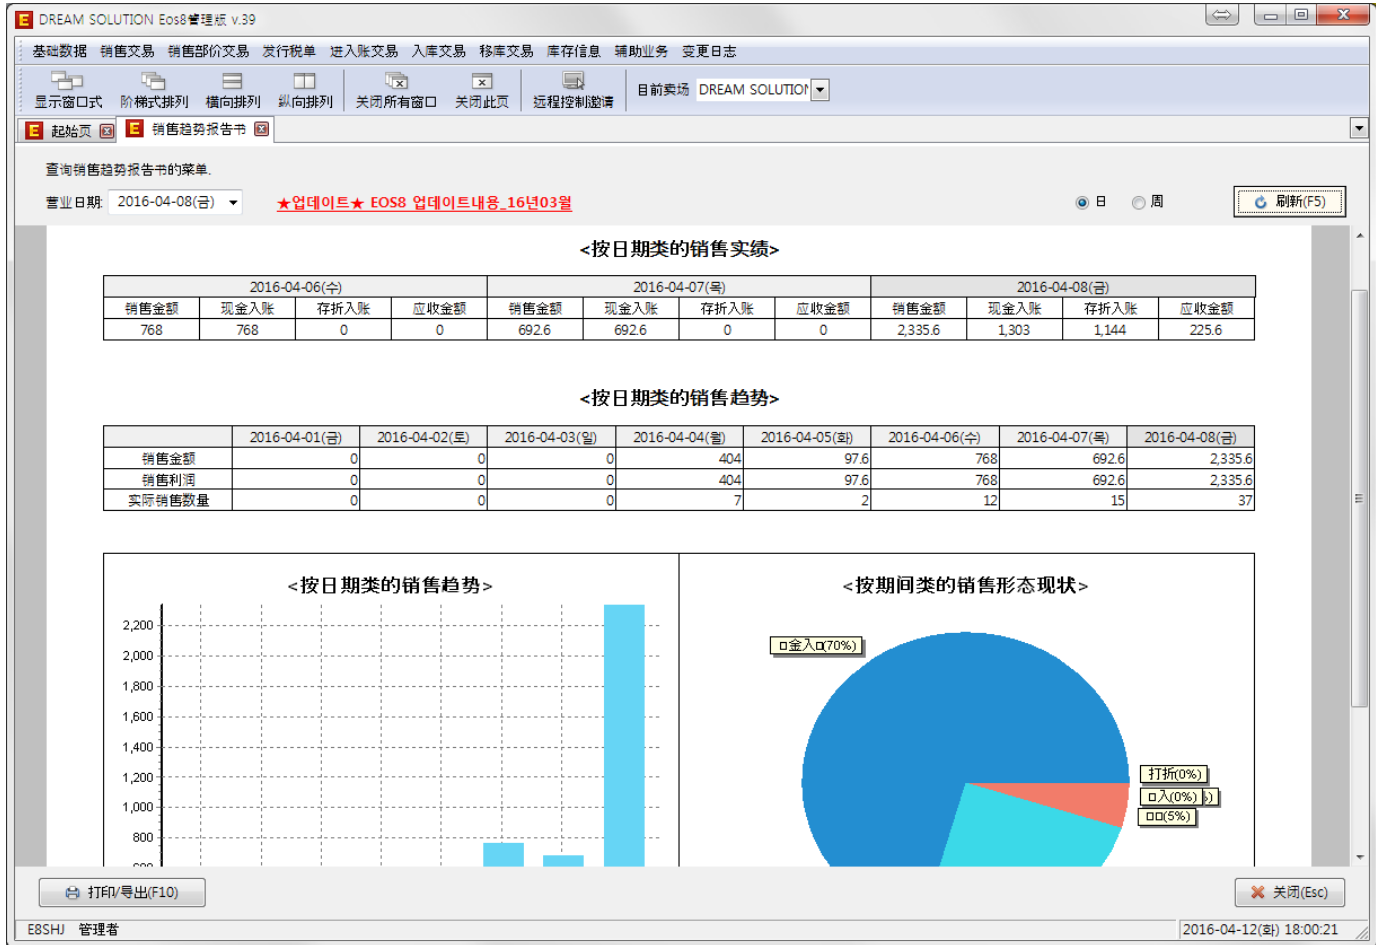 DREAM SOLUTION Eos8管理版 v.39
基础数据 销售交易 销售部价交易 发行税单 进入账交易 入库交易 移库交易 库存信息 辅助业务 变更日志
显示窗口式 阶梯式排列 横向排列 纵向排列 关闭所有窗口 关闭此页 远程控制邀请 目前卖场 DREAM SOLUTION
起始页 销售趋势报告书
查询销售趋势报告书的菜单.
营业日期: 2016-04-08(금) ★업데이트★ EOS8 업데이트내용_16년03월 日 周 刷新(F5)
<按日期类的销售实绩>
2016-04-06(수) 2016-04-07(목) 2016-04-08(금)
销售金额 现金入账 存折入账 应收金额 销售金额 现金入账 存折入账 应收金额 销售金额 现金入账 存折入账 应收金额
768 768 0 0 692.6 692.6 0 0 2,335.6 1,303 1,144 225.6
<按日期类的销售趋势>
2016-04-01(금) 2016-04-02(토) 2016-04-03(일) 2016-04-04(월) 2016-04-05(화) 2016-04-06(수) 2016-04-07(목) 2016-04-08(금)
销售金额 0 0 0 404 97.6 768 692.6 2,335.6
销售利润 0 0 0 404 97.6 768 692.6 2,335.6
实际销售数量 0 0 0 7 2 12 15 37
<按日期类的销售趋势>
2,200
2,000
1,800
1,600
1,400
1,200
1,000
800
<按期间类的销售形态现状>
□金入□(70%)
打折(0%)
□入(0%)
□□(5%)
打印/导出(F10) 关闭(Esc)
E8SHJ 管理者 2016-04-12(화) 18:00:21